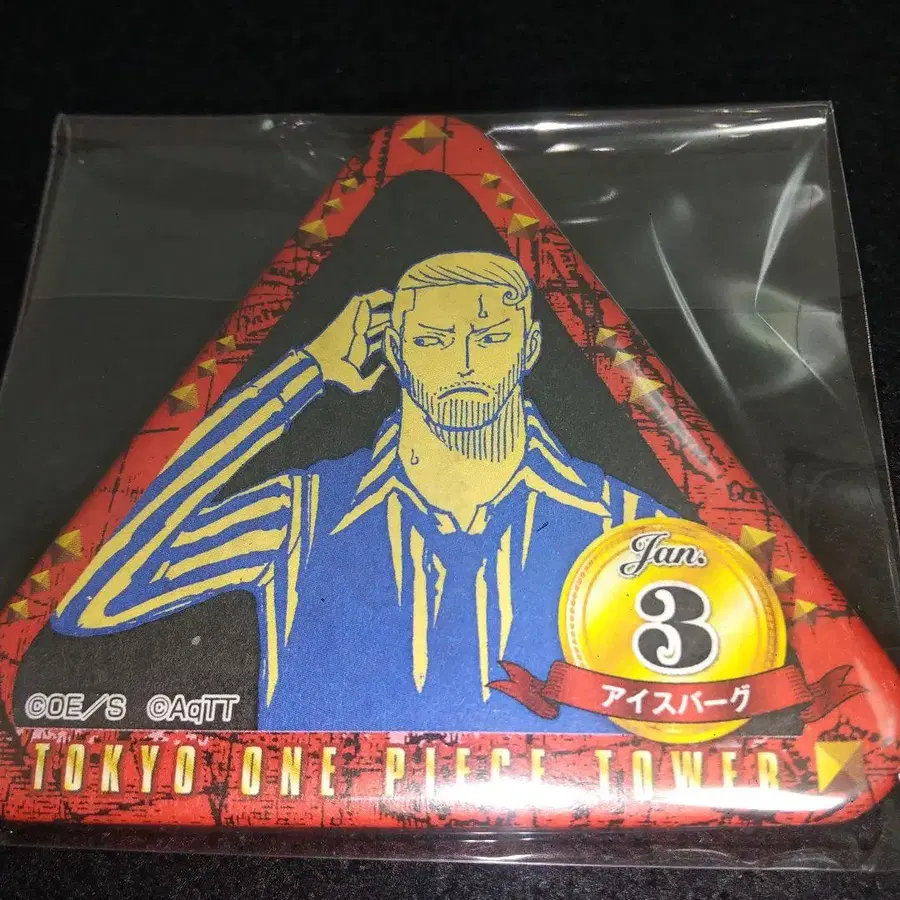 Jan.
3
アイスバーグ
©OE/S ©AqTT
TOKYO ONE PIECE TOWER